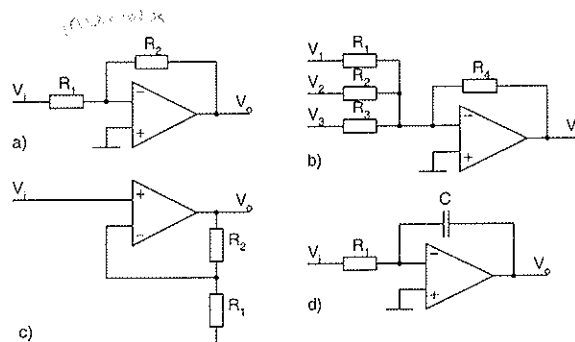 R₂
R₁
Vᵢ
Vₒ
a)
V₁
R₁
V₂
R₂
V₃
R₃
R₄
V
b)
Vᵢ
Vₒ
R₂
R₁
c)
C
Vᵢ
R₁
Vₒ
d)